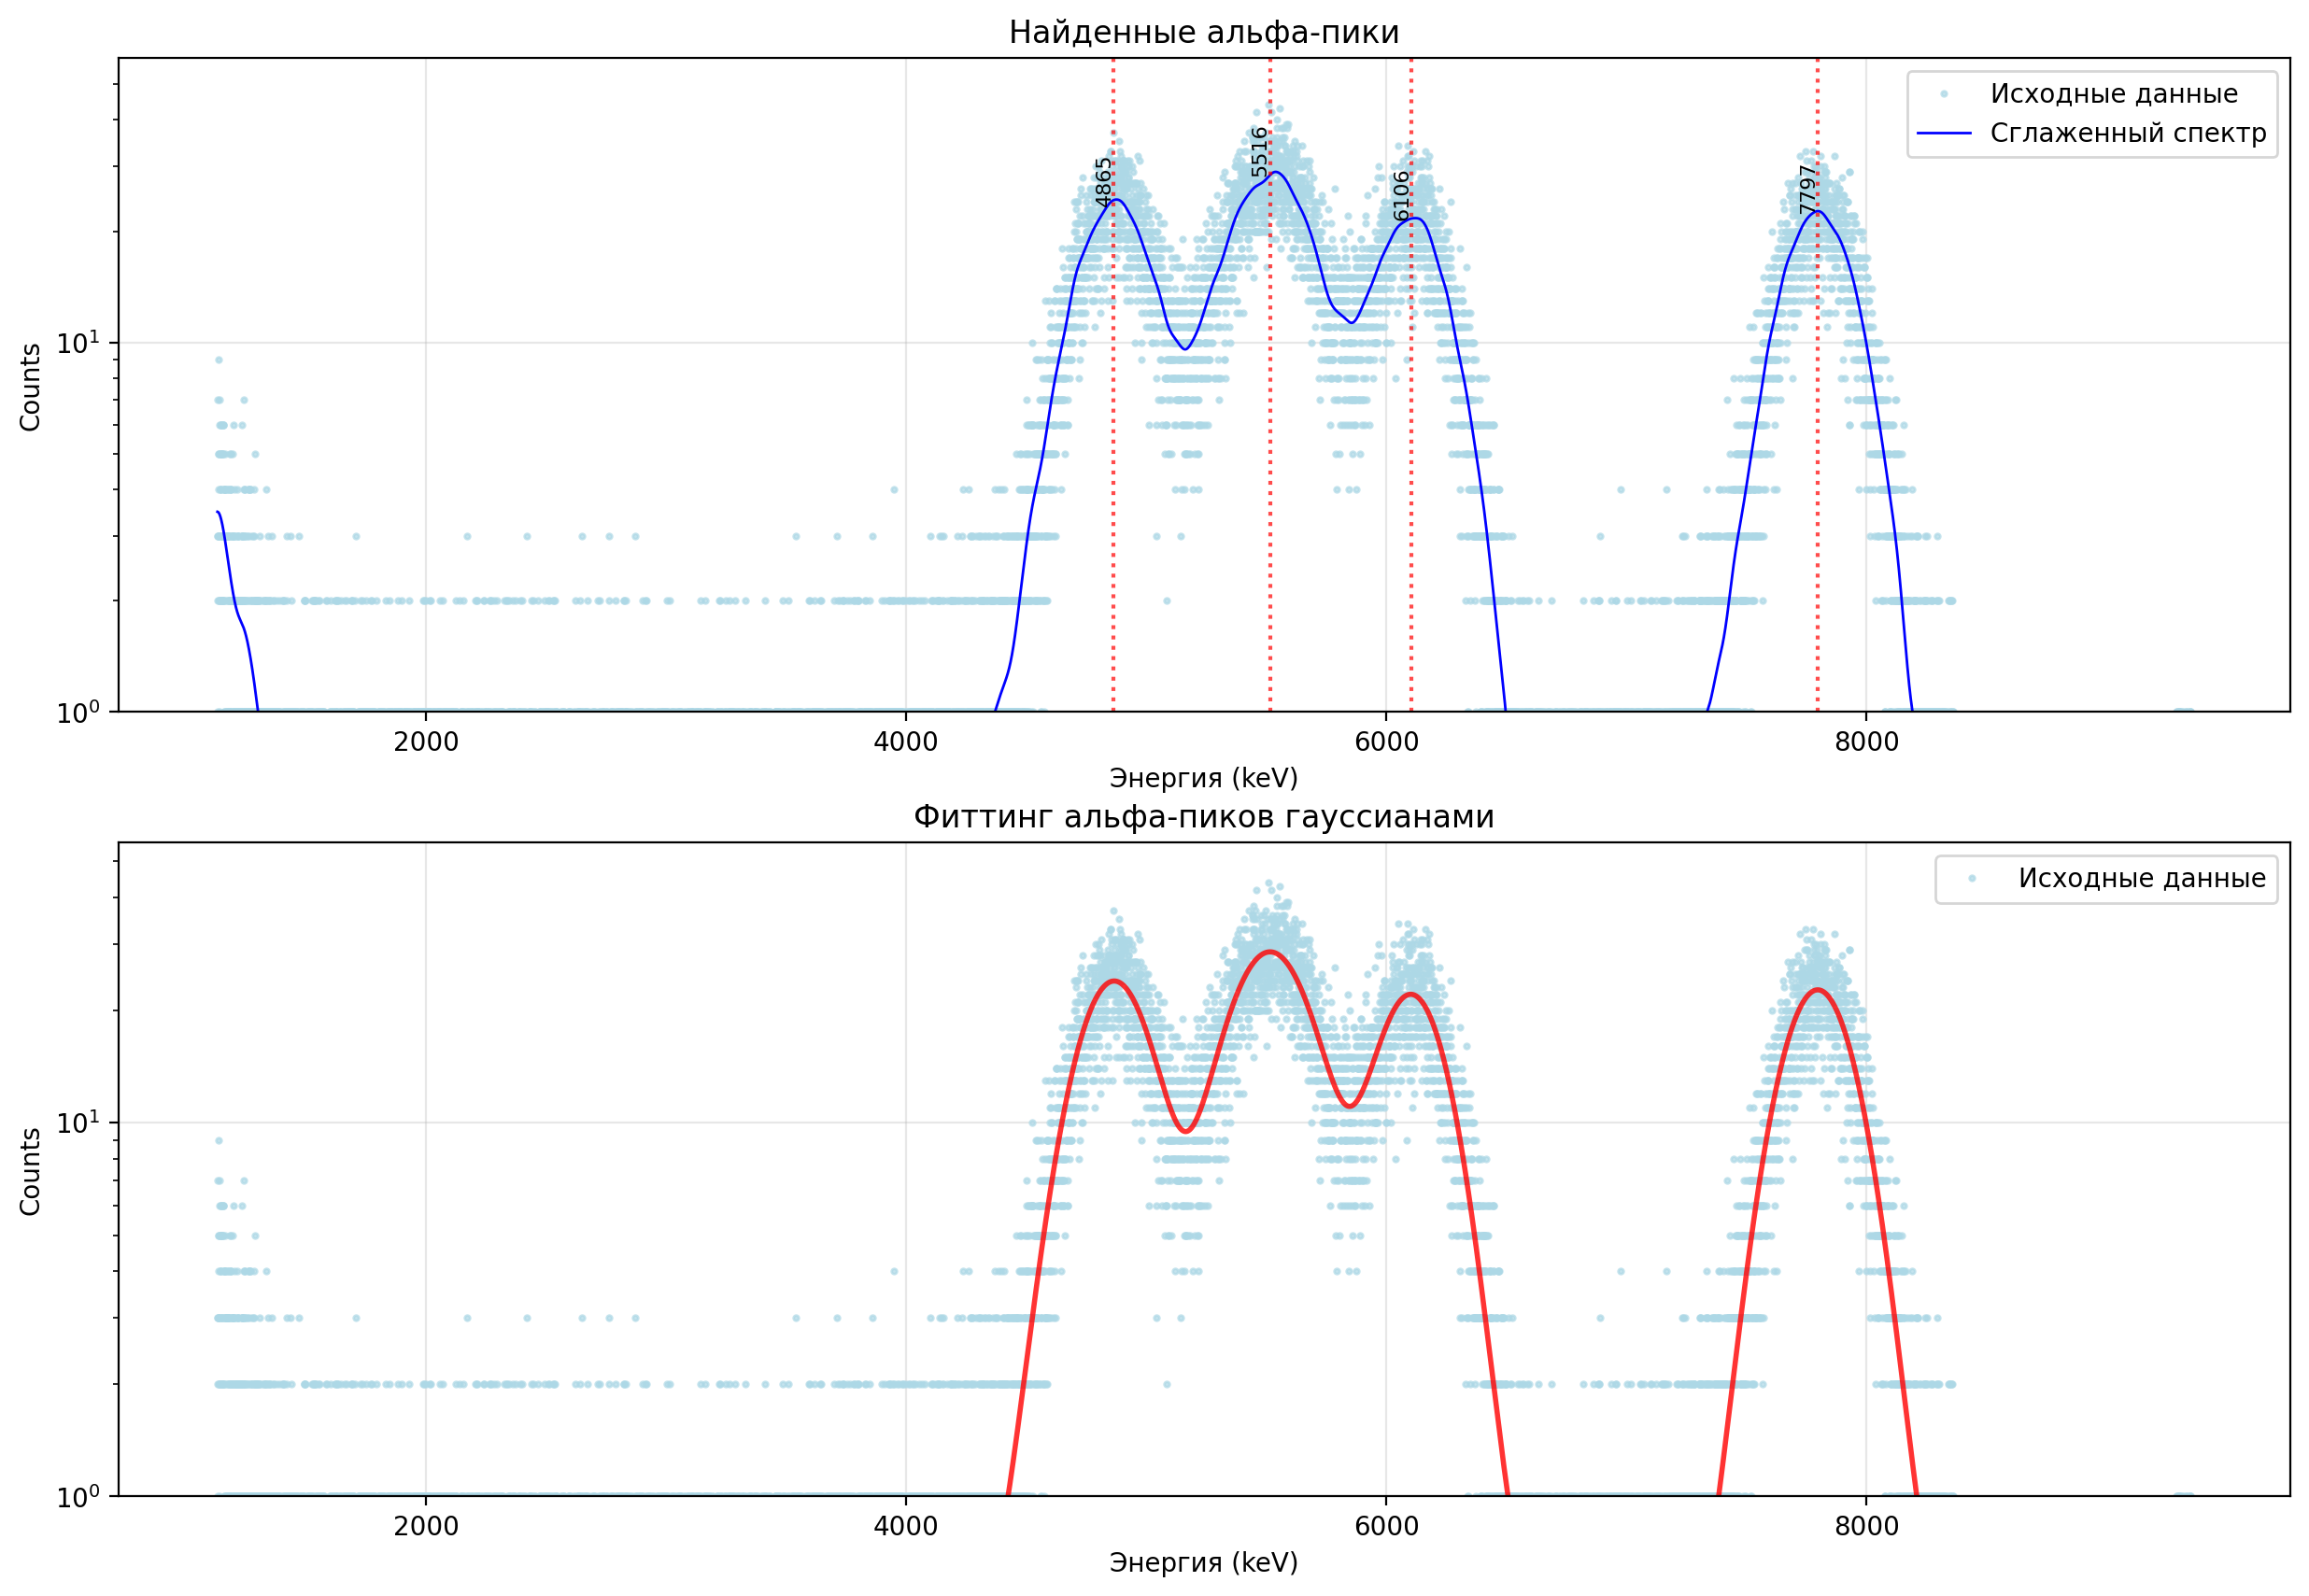 Найденные альфа-пики
Исходные данные
Сглаженный спектр
4865
5516
6106
7797
Counts
10¹
10⁰
2000 4000 6000 8000
Энергия (keV)
Фиттинг альфа-пиков гауссианами
Исходные данные
Counts
10¹
10⁰
2000 4000 6000 8000
Энергия (keV)